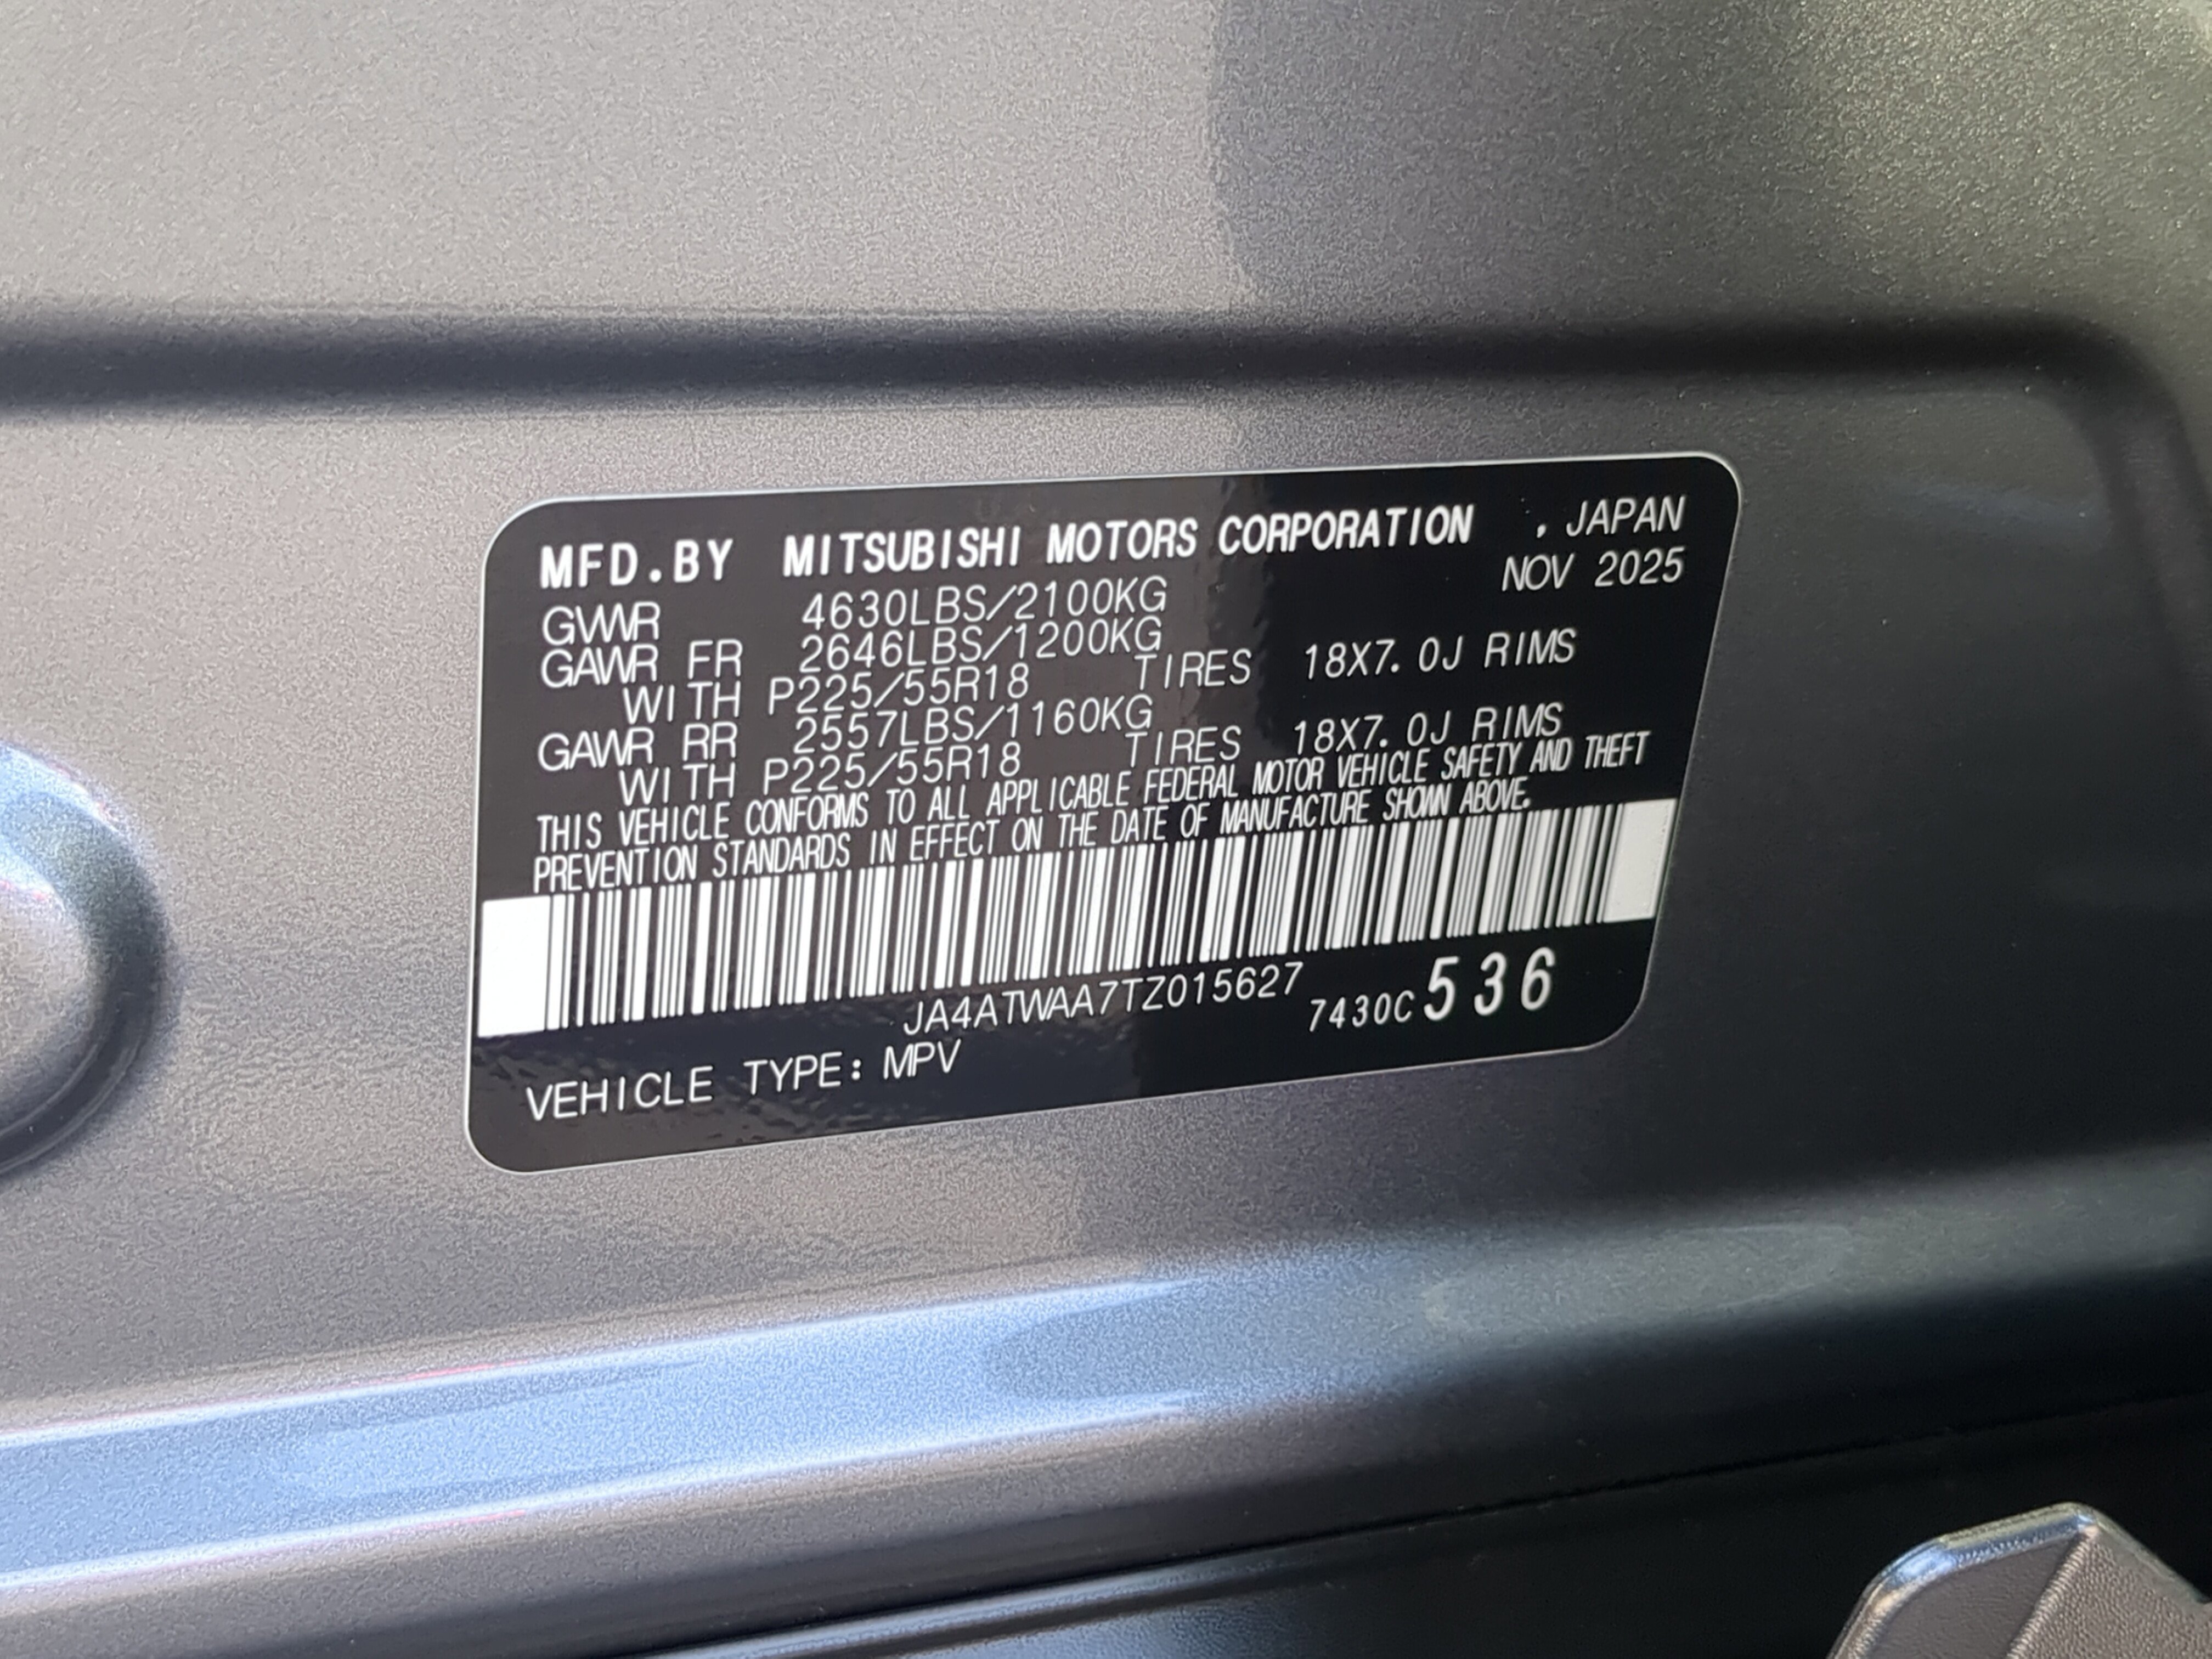 MFD.BY MITSUBISHI MOTORS CORPORATION , JAPAN
NOV 2025
GVWR 4630LBS/2100KG
GAWR FR 2646LBS/1200KG
WITH P225/55R18 TIRES 18X7.0J RIMS
GAWR RR 2557LBS/1160KG
WITH P225/55R18 TIRES 18X7.0J RIMS
THIS VEHICLE CONFORMS TO ALL APPLICABLE FEDERAL MOTOR VEHICLE SAFETY AND THEFT
PREVENTION STANDARDS IN EFFECT ON THE DATE OF MANUFACTURE SHOWN ABOVE.
JA4ATWAA7TZ015627
7430C536
VEHICLE TYPE: MPV